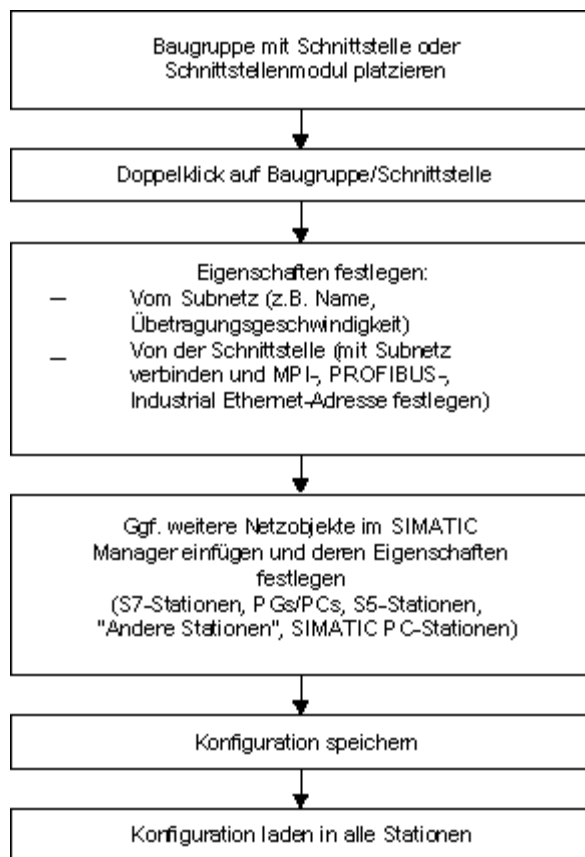 Baugruppe mit Schnittstelle oder
Schnittstellenmodul platzieren
Doppelklick auf Baugruppe/Schnittstelle
Eigenschaften festlegen:
– Vom Subnetz (z.B. Name,
Übetragungsgeschwindigkeit)
– Von der Schnittstelle (mit Subnetz
verbinden und MPI-, PROFIBUS-,
Industrial Ethernet-Adresse festlegen)
Ggf. weitere Netzobjekte im SIMATIC
Manager einfügen und deren Eigenschaften
festlegen
(S7-Stationen, PGs/PCs, S5-Stationen,
"Andere Stationen", SIMATIC PC-Stationen)
Konfiguration speichern
Konfiguration laden in alle Stationen